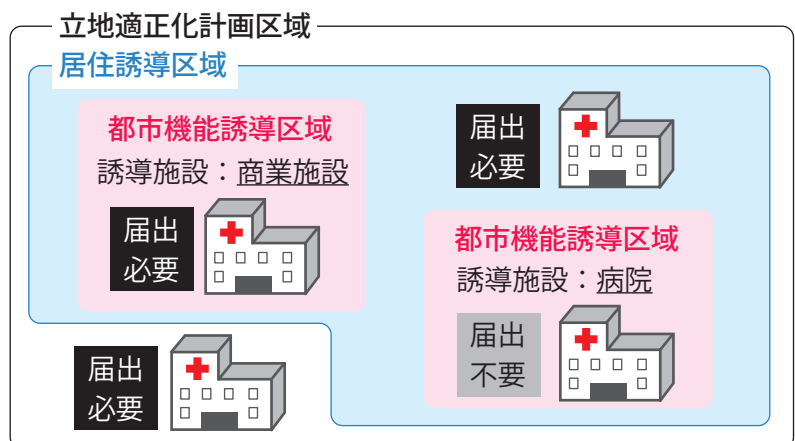 立地適正化計画区域
居住誘導区域
都市機能誘導区域
誘導施設：商業施設
届出
必要
届出
必要
都市機能誘導区域
誘導施設：病院
届出
不要
届出
必要